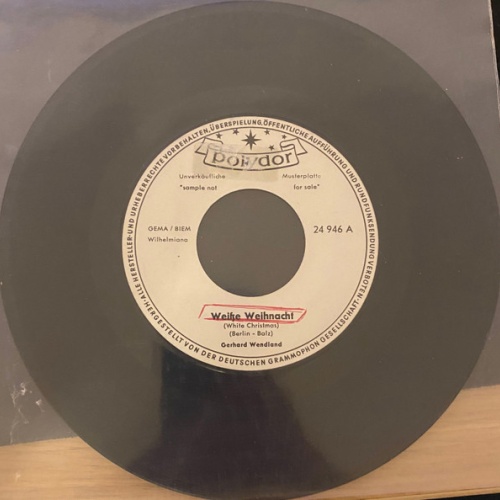 ALLE HERSTELLER-UND URHEBERRECHTE VORBEHALTEN, ÜBERSPIELUNG, ÖFFENTLICHE AUFFÜHRUNG UND RUNDFUNKSENDUNG VERBOTEN
polydor
Unverkäufliche Musterplatte
"sample not for sale"
GEMA / BIEM
Wilhelmiana
24 946 A
Weiße Weihnacht
(White Christmas)
(Berlin - Balz)
Gerhard Wendland
HERGESTELLT VON DER DEUTSCHEN GRAMMOPHON GESELLSCHAFT